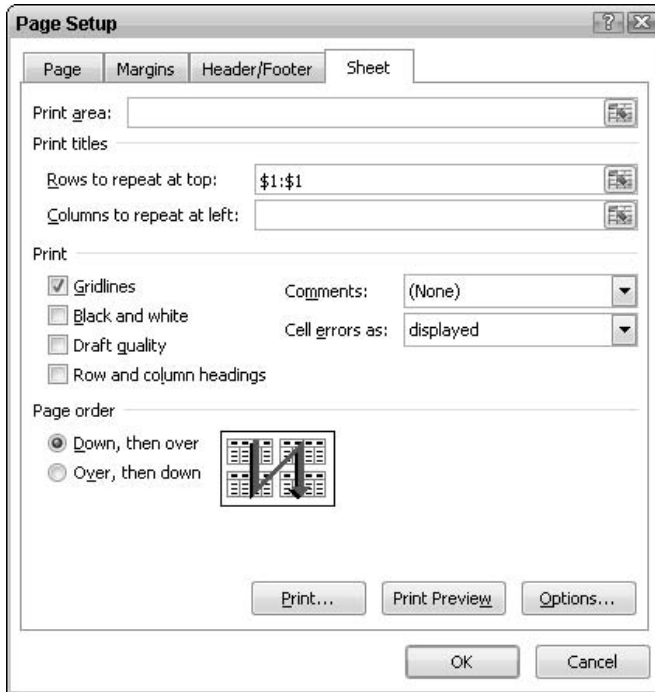 Page Setup
Page Margins Header/Footer Sheet
Print area:
Print titles
Rows to repeat at top: $1:$1
Columns to repeat at left:
Print
Gridlines
Comments: (None)
Black and white
Cell errors as: displayed
Draft quality
Row and column headings
Page order
Down, then over
Over, then down
Print... Print Preview Options...
OK Cancel